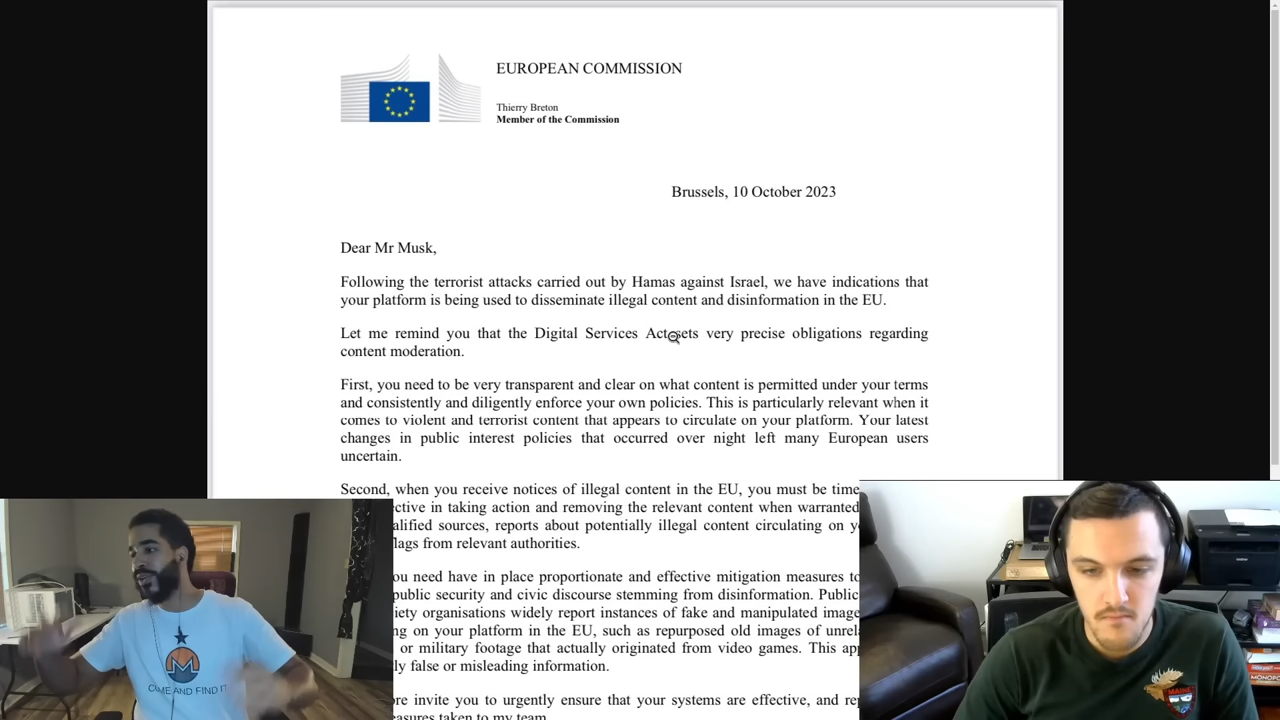 EUROPEAN COMMISSION
Thierry Breton
Member of the Commission
Brussels, 10 October 2023
Dear Mr Musk,
Following the terrorist attacks carried out by Hamas against Israel, we have indications that
your platform is being used to disseminate illegal content and disinformation in the EU.
Let me remind you that the Digital Services Act sets very precise obligations regarding
content moderation.
First, you need to be very transparent and clear on what content is permitted under your terms
and consistently and diligently enforce your own policies. This is particularly relevant when it
comes to violent and terrorist content that appears to circulate on your platform. Your latest
changes in public interest policies that occurred over night left many European users
uncertain.
Second, when you receive notices of illegal content in the EU, you must be time
ective in taking action and removing the relevant content when warranted
alified sources, reports about potentially illegal content circulating on y
lags from relevant authorities.
ou need have in place proportionate and effective mitigation measures to
public security and civic discourse stemming from disinformation. Public
iety organisations widely report instances of fake and manipulated image
ng on your platform in the EU, such as repurposed old images of unrel
or military footage that actually originated from video games. This ap
ly false or misleading information.
ore invite you to urgently ensure that your systems are effective, and rep
easures taken to my team.
COME AND FIND IT
MAINE
MONOPO